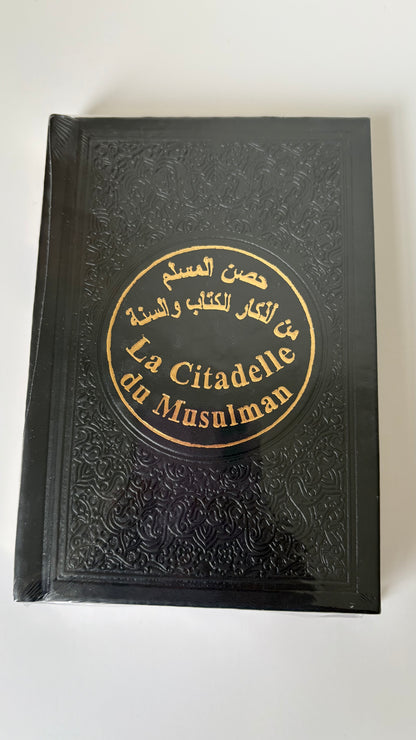 حصن المسلم
من أذكار الكتاب والسنة
La Citadelle
du Musulman